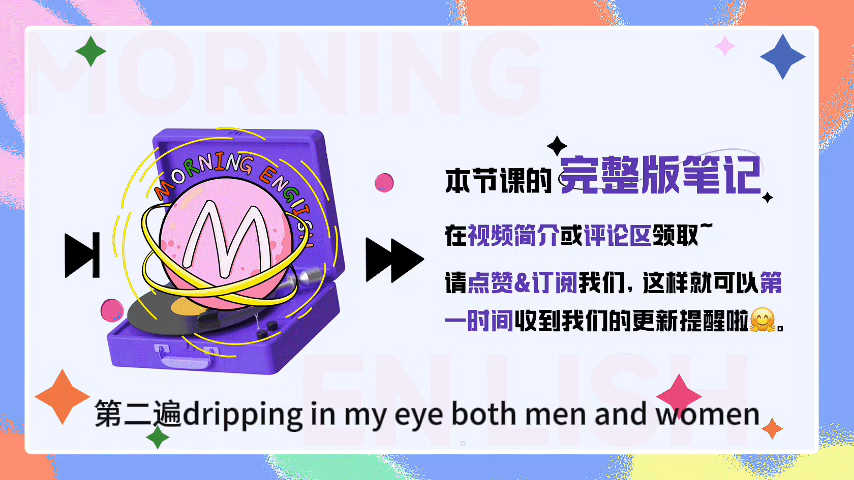 MORNING
MORNING ENGLISH
M
本节课的 完整版笔记
在视频简介或评论区领取~
请点赞&订阅我们，这样就可以第
一时间收到我们的更新提醒啦🤗。
EN LISH
第二遍dripping in my eye both men and women